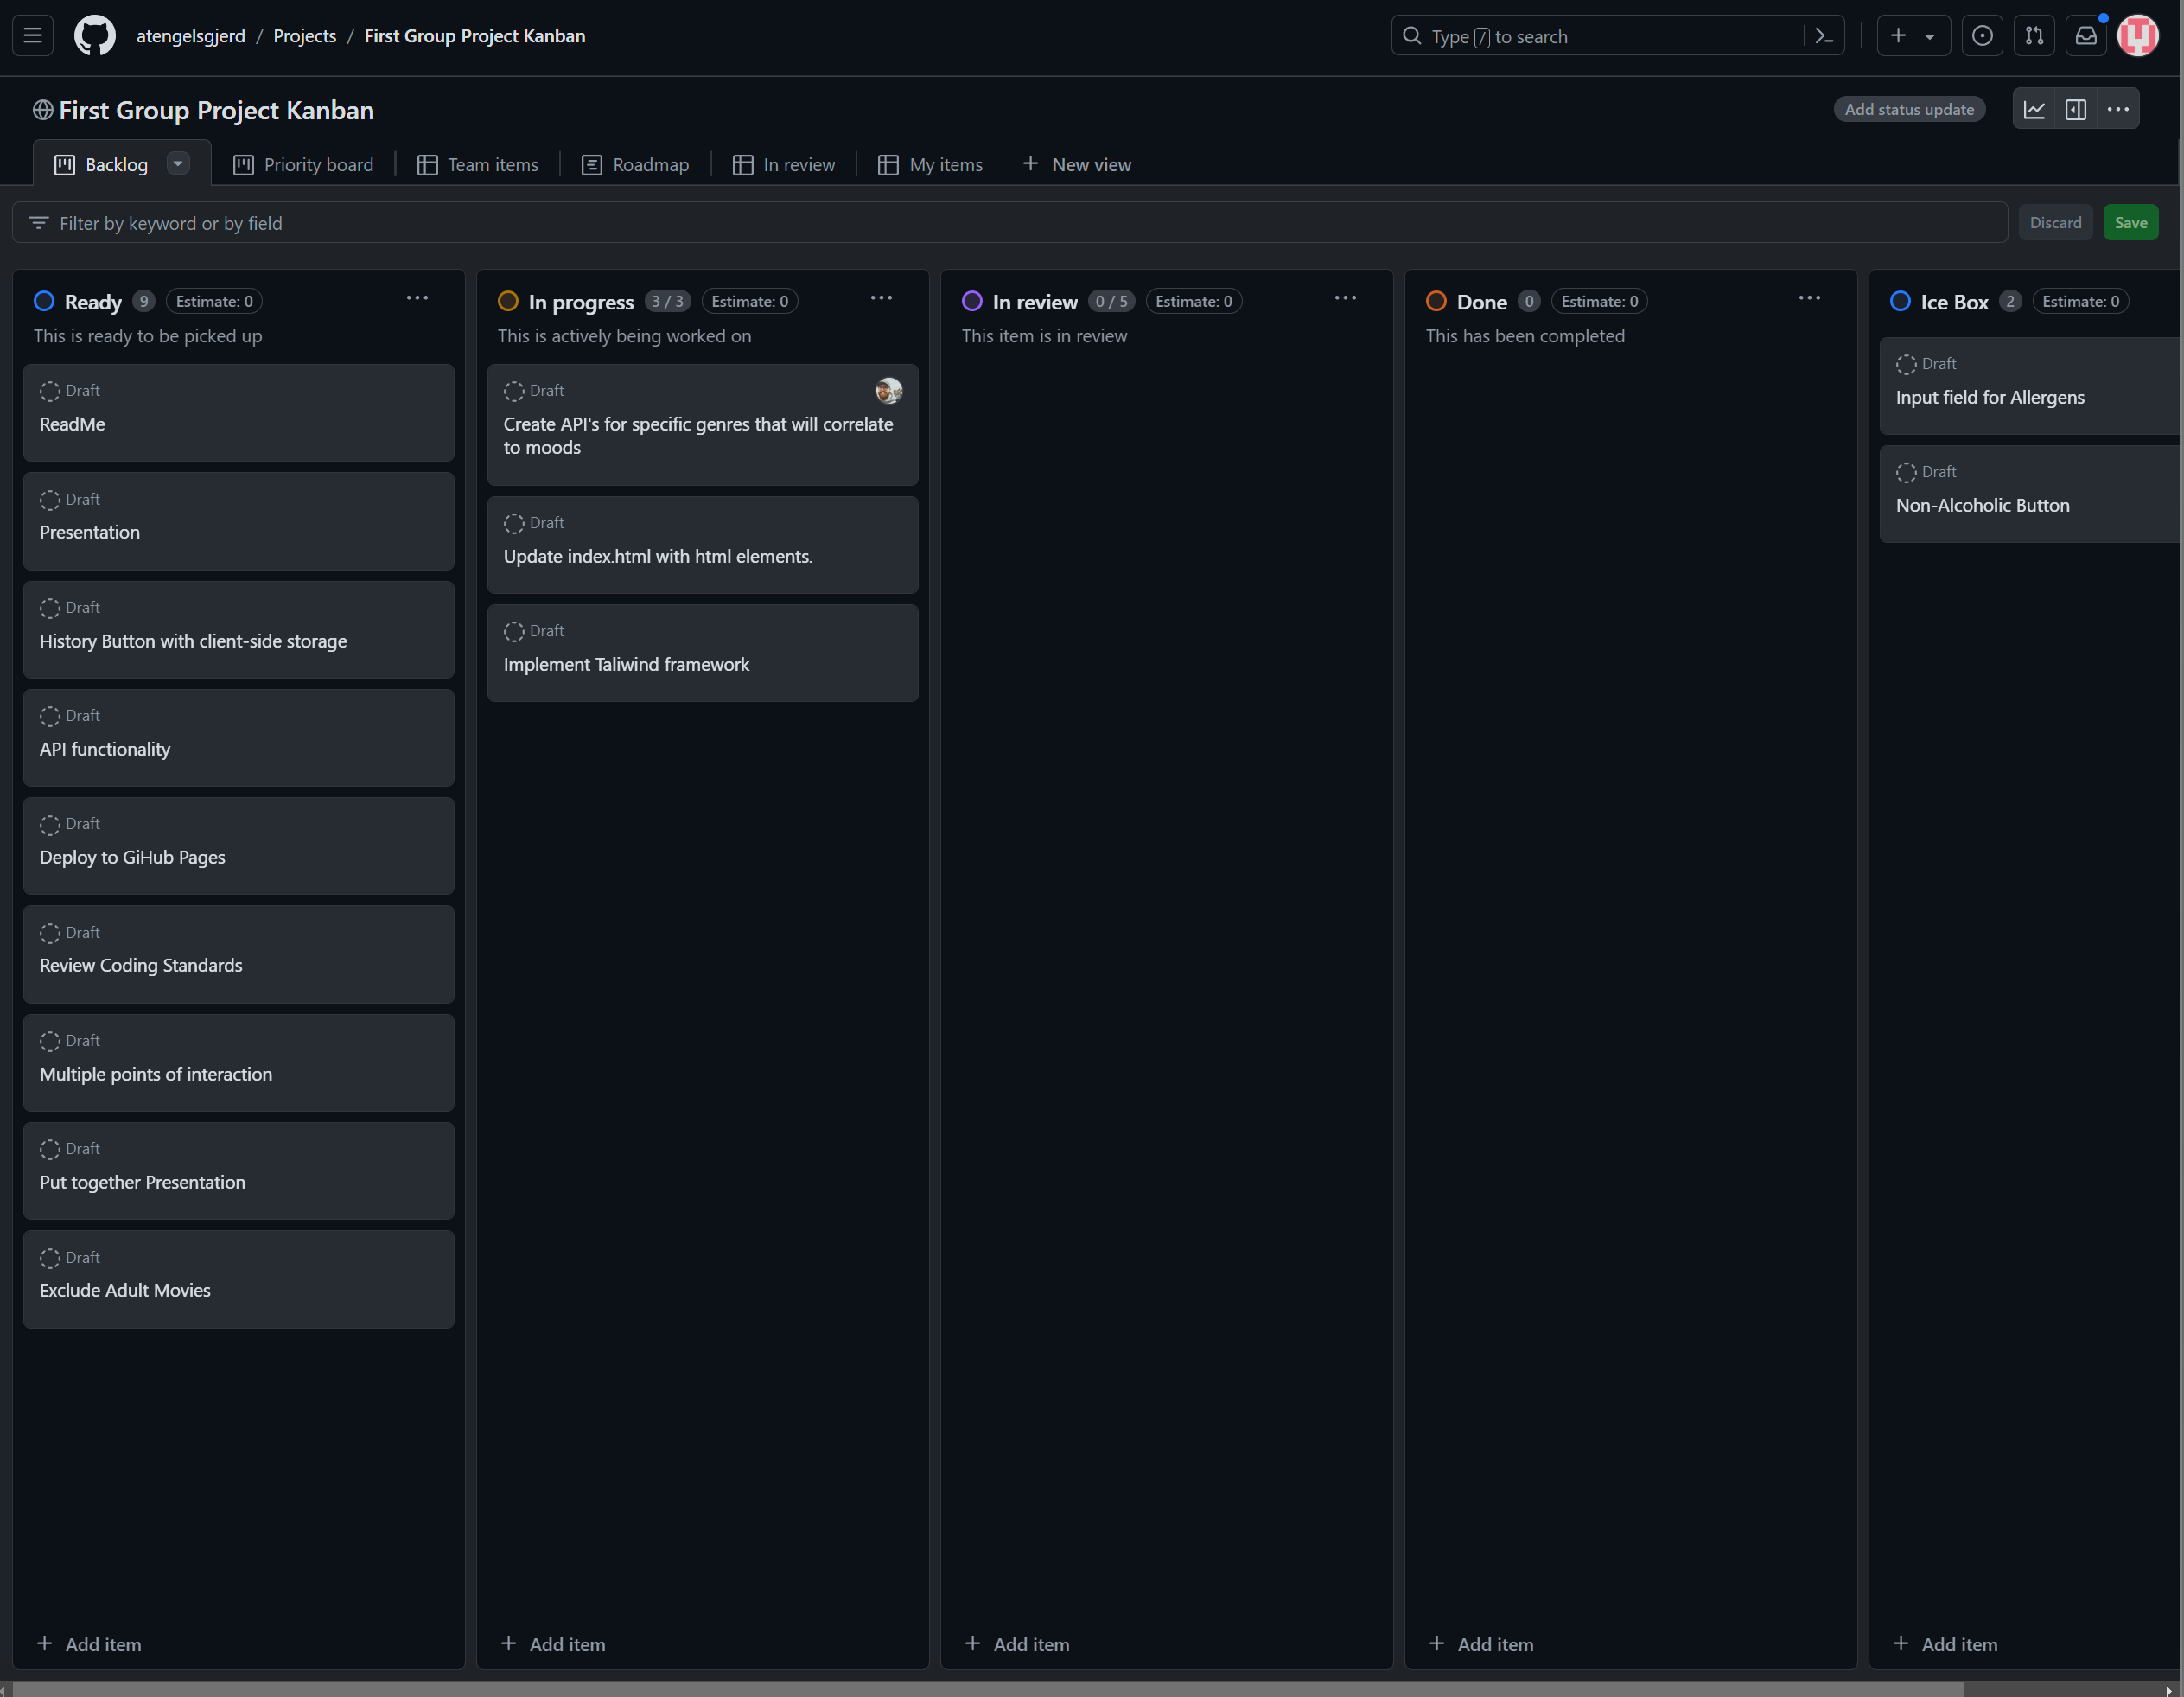 atengelsgjerd / Projects / First Group Project Kanban
Type / to search
First Group Project Kanban
Add status update
Backlog
Priority board
Team items
Roadmap
In review
My items
New view
Filter by keyword or by field
Discard
Save
Ready 9 Estimate: 0
This is ready to be picked up
Draft
ReadMe
Draft
Presentation
Draft
History Button with client-side storage
Draft
API functionality
Draft
Deploy to GiHub Pages
Draft
Review Coding Standards
Draft
Multiple points of interaction
Draft
Put together Presentation
Draft
Exclude Adult Movies
Add item
In progress 3 / 3 Estimate: 0
This is actively being worked on
Draft
Create API's for specific genres that will correlate
to moods
Draft
Update index.html with html elements.
Draft
Implement Taliwind framework
Add item
In review 0 / 5 Estimate: 0
This item is in review
Add item
Done 0 Estimate: 0
This has been completed
Add item
Ice Box 2 Estimate: 0
Draft
Input field for Allergens
Draft
Non-Alcoholic Button
Add item